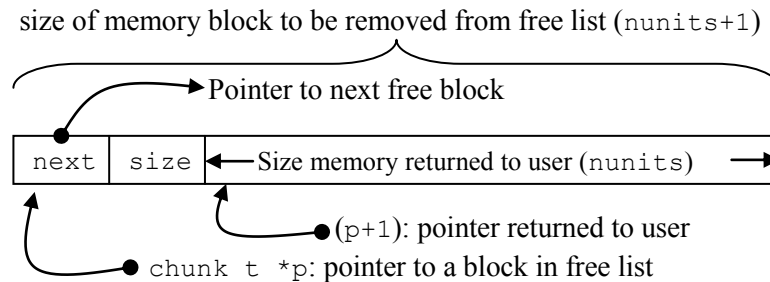 size of memory block to be removed from free list (nunits+1)
Pointer to next free block
next size Size memory returned to user (nunits)
(p+1): pointer returned to user
chunk t *p: pointer to a block in free list